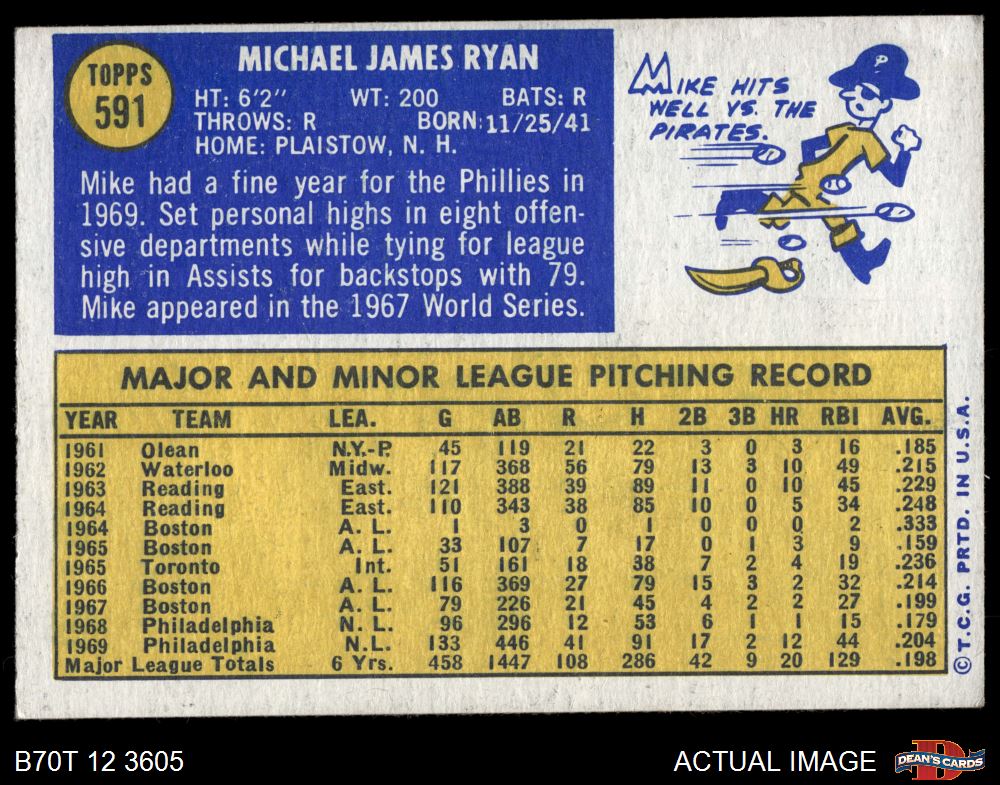 TOPPS
591
MICHAEL JAMES RYAN
HT: 6'2" WT: 200 BATS: R
THROWS: R BORN: 11/25/41
HOME: PLAISTOW, N. H.
Mike had a fine year for the Phillies in
1969. Set personal highs in eight offen-
sive departments while tying for league
high in Assists for backstops with 79.
Mike appeared in the 1967 World Series.
MIKE HITS
WELL VS. THE
PIRATES.
P
MAJOR AND MINOR LEAGUE PITCHING RECORD
YEAR TEAM LEA. G AB R H 2B 3B HR RBI AVG.
1961 Olean N.Y.-P. 45 119 21 22 3 0 3 16 .185
1962 Waterloo Midw. 117 368 56 79 13 3 10 49 .215
1963 Reading East. 121 388 39 89 11 0 10 45 .229
1964 Reading East. 110 343 38 85 10 0 5 34 .248
1964 Boston A. L. 1 3 0 1 0 0 0 2 .333
1965 Boston A. L. 33 107 7 17 0 1 3 9 .159
1965 Toronto Int. 51 161 18 38 7 2 4 19 .236
1966 Boston A. L. 116 369 27 79 15 3 2 32 .214
1967 Boston A. L. 79 226 21 45 4 2 2 27 .199
1968 Philadelphia N. L. 96 296 12 53 6 1 1 15 .179
1969 Philadelphia N.L. 133 446 41 91 17 2 12 44 .204
Major League Totals 6 Yrs. 458 1447 108 286 42 9 20 129 .198
© T.C.G. PRTD. IN U.S.A.
B70T 12 3605
ACTUAL IMAGE
D
DEAN'S CARDS